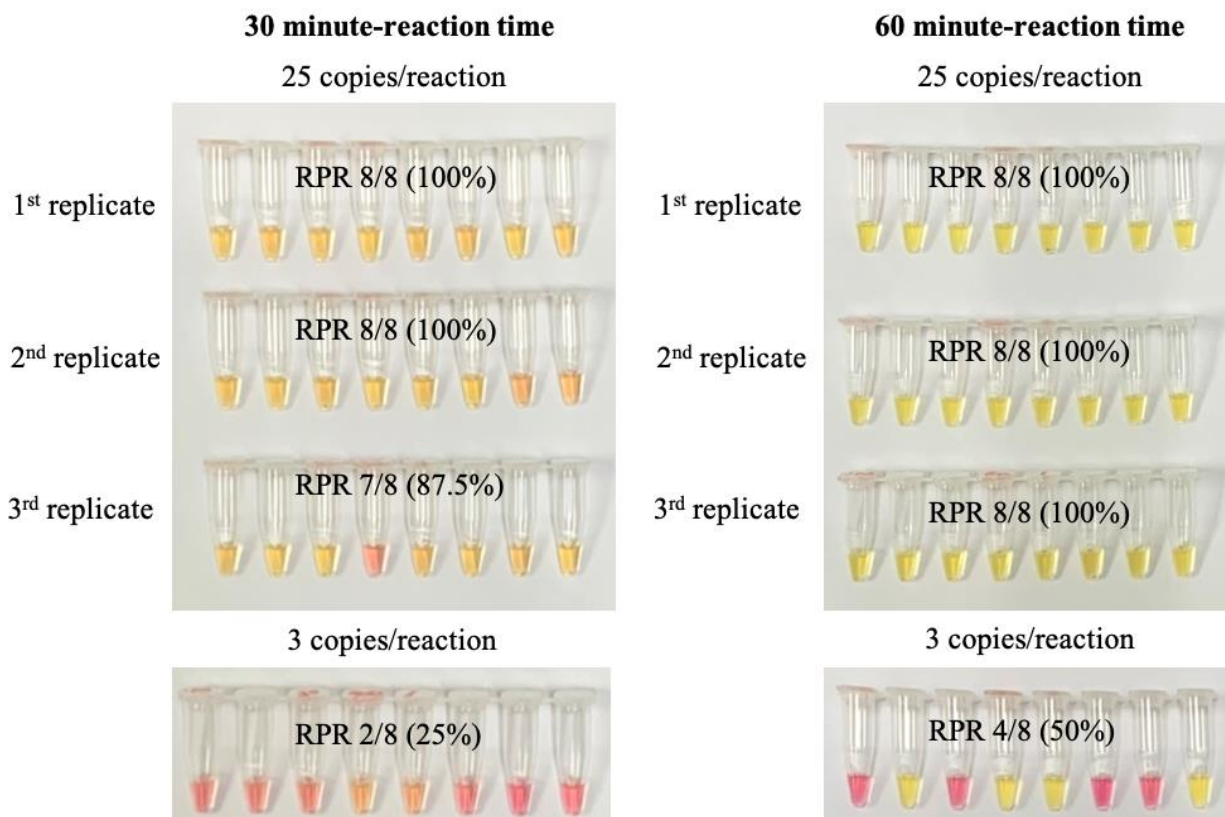 30 minute-reaction time
25 copies/reaction
1st replicate
RPR 8/8 (100%)
2nd replicate
RPR 8/8 (100%)
3rd replicate
RPR 7/8 (87.5%)
3 copies/reaction
RPR 2/8 (25%)
60 minute-reaction time
25 copies/reaction
1st replicate
RPR 8/8 (100%)
2nd replicate
RPR 8/8 (100%)
3rd replicate
RPR 8/8 (100%)
3 copies/reaction
RPR 4/8 (50%)